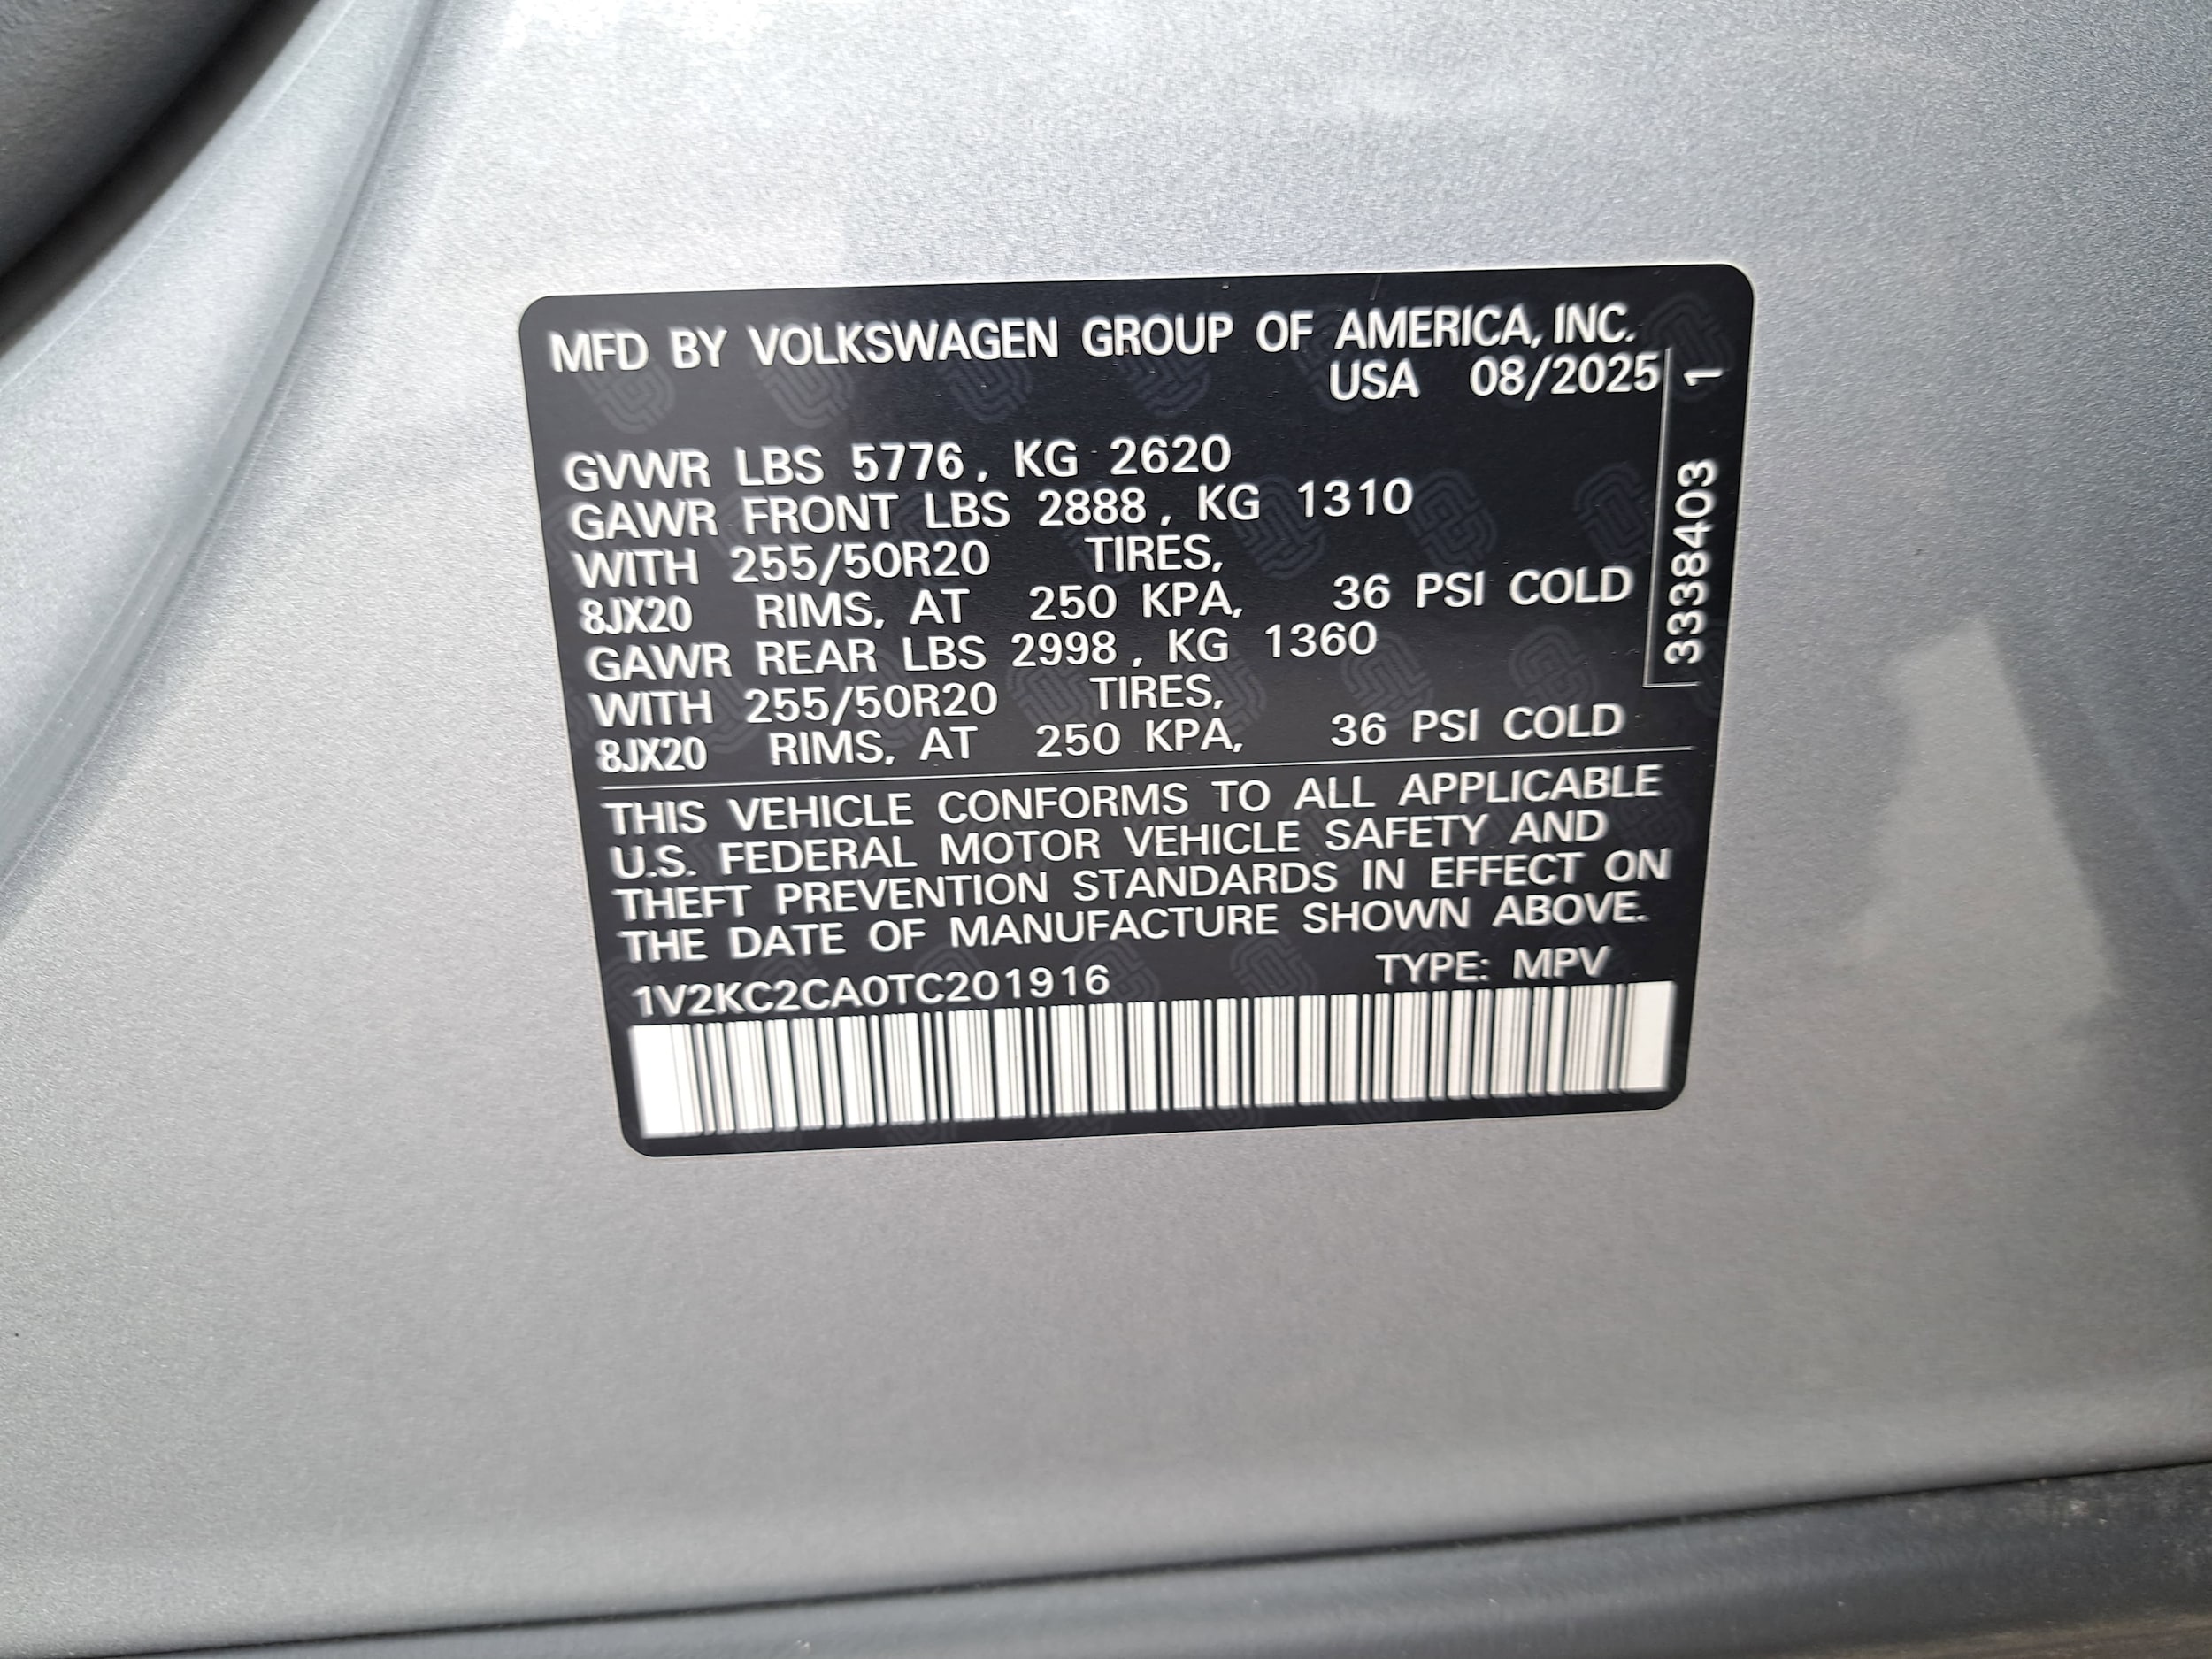 MFD BY VOLKSWAGEN GROUP OF AMERICA, INC.
USA 08/2025
GVWR LBS 5776, KG 2620
GAWR FRONT LBS 2888, KG 1310
WITH 255/50R20 TIRES,
8JX20 RIMS, AT 250 KPA, 36 PSI COLD
GAWR REAR LBS 2998, KG 1360
WITH 255/50R20 TIRES,
8JX20 RIMS, AT 250 KPA, 36 PSI COLD
THIS VEHICLE CONFORMS TO ALL APPLICABLE
U.S. FEDERAL MOTOR VEHICLE SAFETY AND
THEFT PREVENTION STANDARDS IN EFFECT ON
THE DATE OF MANUFACTURE SHOWN ABOVE.
1V2KC2CA0TC201916 TYPE: MPV
3338403 1